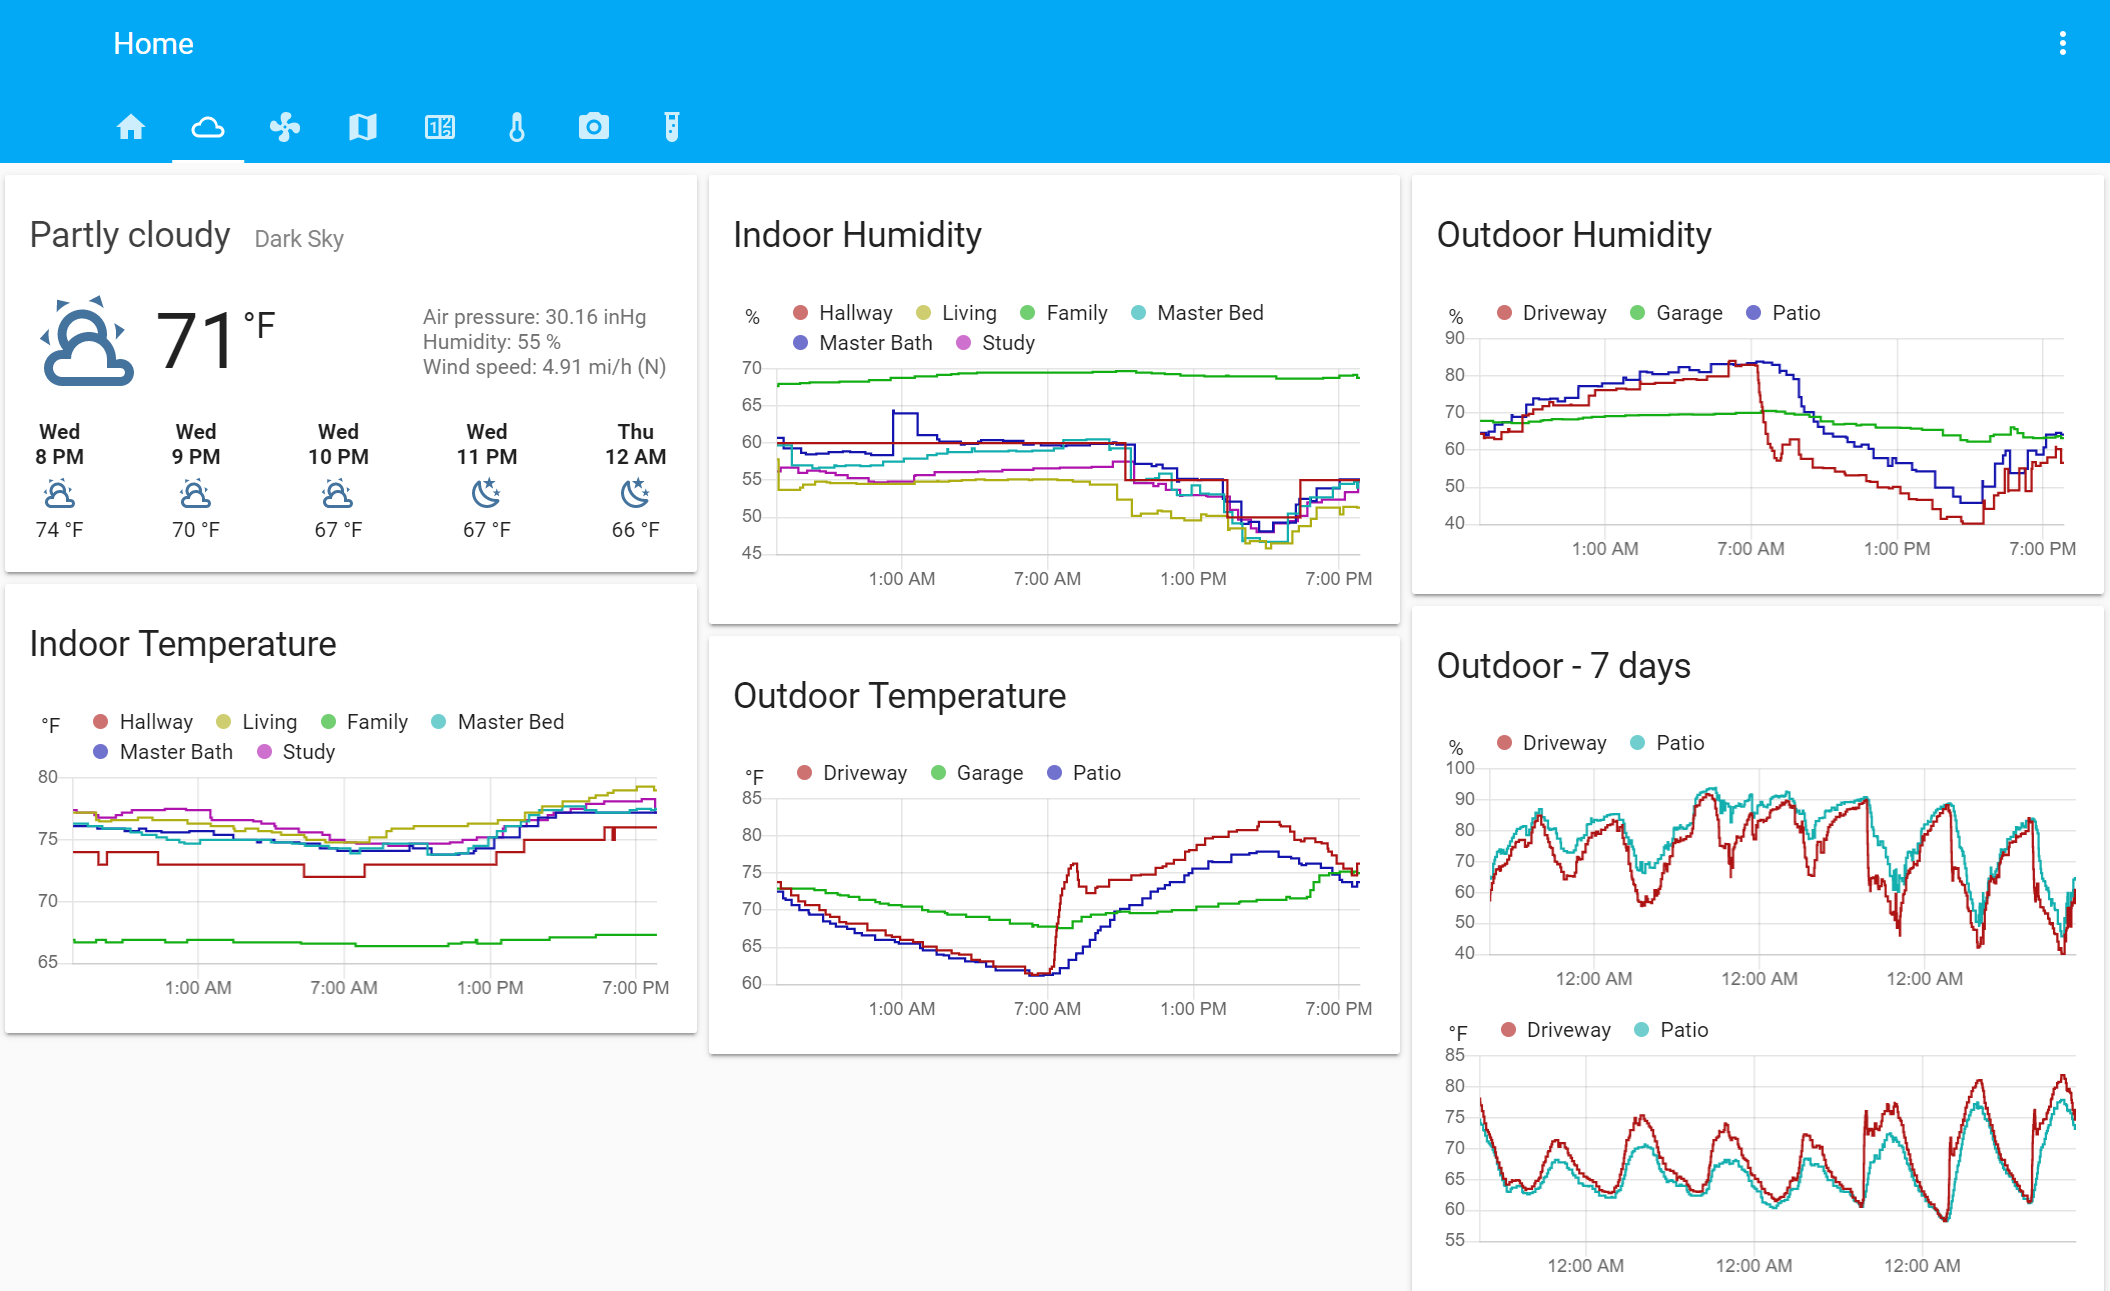 Home
Partly cloudy Dark Sky
71 °F
Air pressure: 30.16 inHg
Humidity: 55 %
Wind speed: 4.91 mi/h (N)
Wed Wed Wed Wed Thu
8 PM 9 PM 10 PM 11 PM 12 AM
74 °F 70 °F 67 °F 67 °F 66 °F
Indoor Temperature
°F Hallway Living Family Master Bed
Master Bath Study
80
75
70
65
1:00 AM 7:00 AM 1:00 PM 7:00 PM
Indoor Humidity
% Hallway Living Family Master Bed
Master Bath Study
70
65
60
55
50
45
1:00 AM 7:00 AM 1:00 PM 7:00 PM
Outdoor Temperature
°F Driveway Garage Patio
85
80
75
70
65
60
1:00 AM 7:00 AM 1:00 PM 7:00 PM
Outdoor Humidity
% Driveway Garage Patio
90
80
70
60
50
40
1:00 AM 7:00 AM 1:00 PM 7:00 PM
Outdoor - 7 days
% Driveway Patio
100
90
80
70
60
50
40
12:00 AM 12:00 AM 12:00 AM
°F Driveway Patio
85
80
75
70
65
60
55
12:00 AM 12:00 AM 12:00 AM